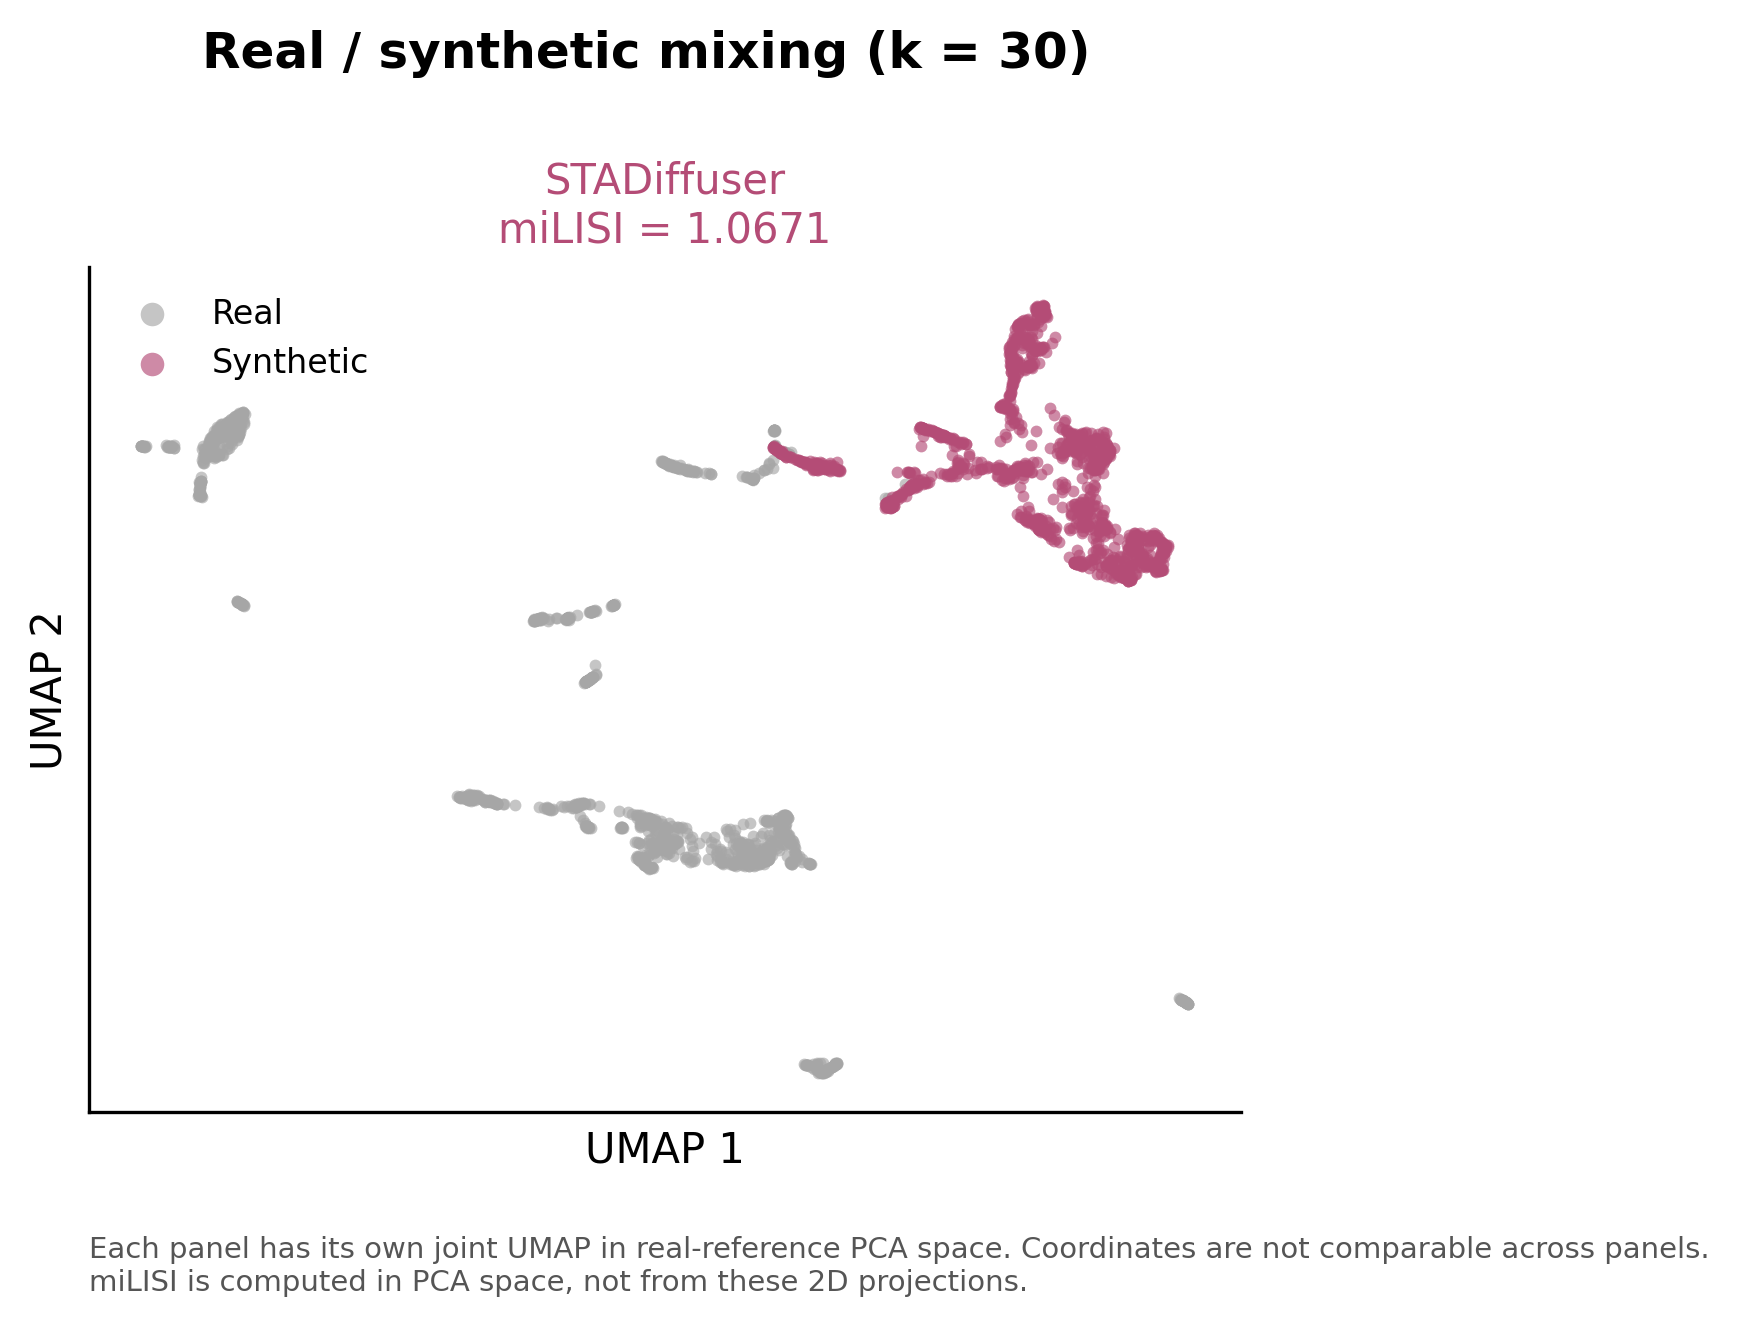 Real / synthetic mixing (k = 30)
STADiffuser
miLISI = 1.0671
Real
Synthetic
UMAP 2
UMAP 1
Each panel has its own joint UMAP in real-reference PCA space. Coordinates are not comparable across panels.
miLISI is computed in PCA space, not from these 2D projections.